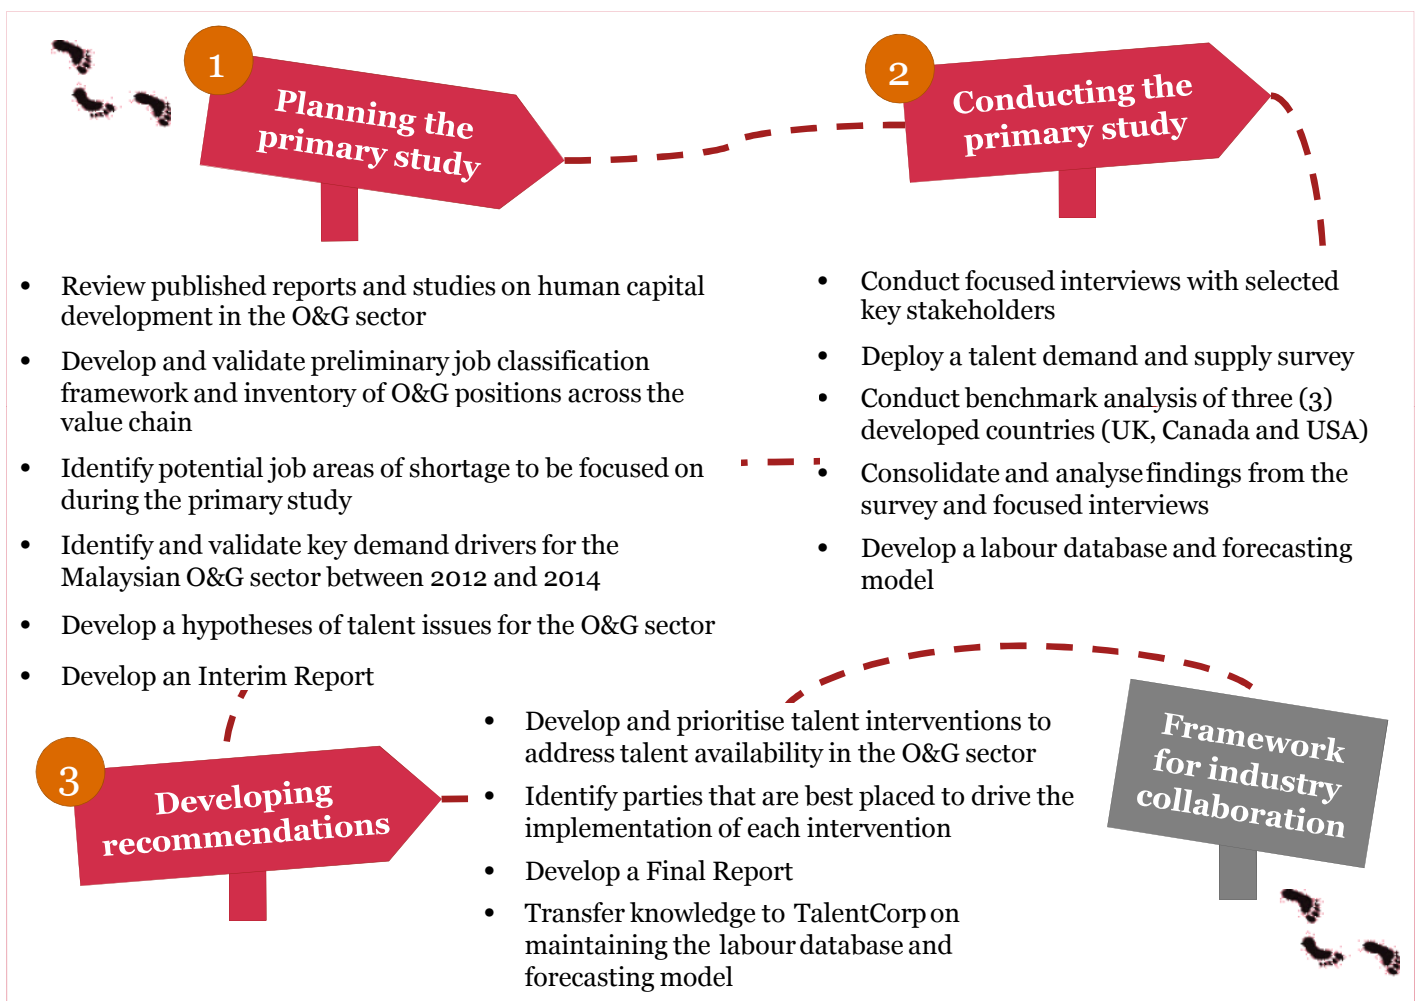 1
Planning the
primary study
• Review published reports and studies on human capital
development in the O&G sector
• Develop and validate preliminary job classification
framework and inventory of O&G positions across the
value chain
• Identify potential job areas of shortage to be focused on
during the primary study
• Identify and validate key demand drivers for the
Malaysian O&G sector between 2012 and 2014
• Develop a hypotheses of talent issues for the O&G sector
• Develop an Interim Report
2
Conducting the
primary study
• Conduct focused interviews with selected
key stakeholders
• Deploy a talent demand and supply survey
• Conduct benchmark analysis of three (3)
developed countries (UK, Canada and USA)
• Consolidate and analyse findings from the
survey and focused interviews
• Develop a labour database and forecasting
model
3
Developing
recommendations
• Develop and prioritise talent interventions to
address talent availability in the O&G sector
• Identify parties that are best placed to drive the
implementation of each intervention
• Develop a Final Report
• Transfer knowledge to TalentCorp on
maintaining the labour database and
forecasting model
Framework
for industry
collaboration